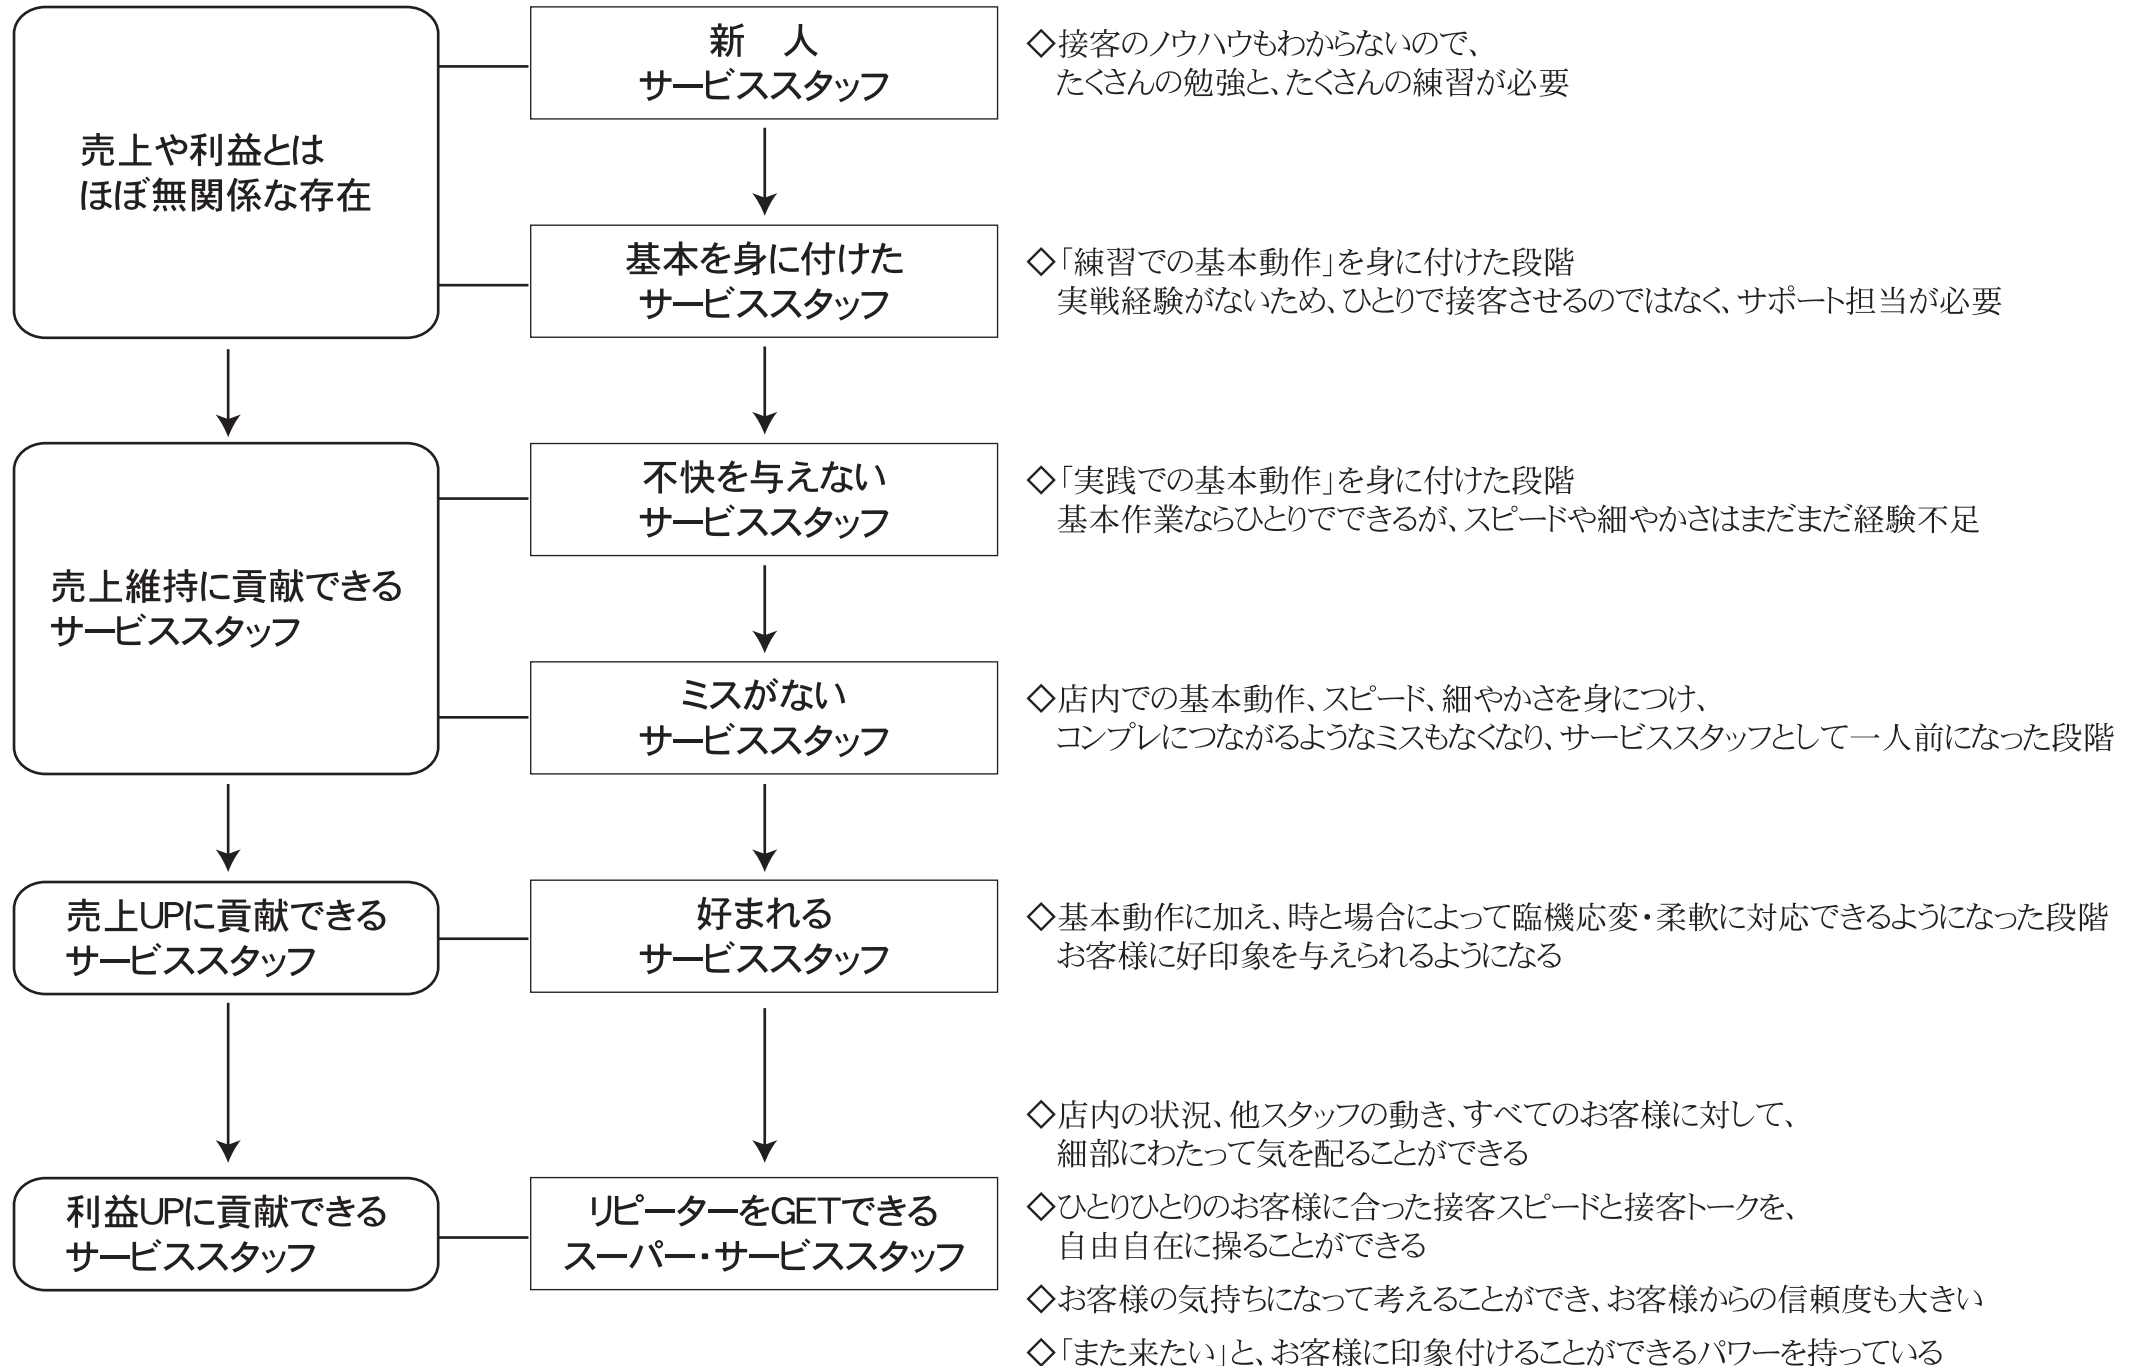 売上や利益とは
ほぼ無関係な存在
新　人
サービススタッフ
◇接客のノウハウもわからないので、
たくさんの勉強と、たくさんの練習が必要
基本を身に付けた
サービススタッフ
◇「練習での基本動作」を身に付けた段階
実戦経験がないため、ひとりで接客させるのではなく、サポート担当が必要
売上維持に貢献できる
サービススタッフ
不快を与えない
サービススタッフ
◇「実践での基本動作」を身に付けた段階
基本作業ならひとりでできるが、スピードや細やかさはまだまだ経験不足
ミスがない
サービススタッフ
◇店内での基本動作、スピード、細やかさを身につけ、
コンプレにつながるようなミスもなくなり、サービススタッフとして一人前になった段階
売上UPに貢献できる
サービススタッフ
好まれる
サービススタッフ
◇基本動作に加え、時と場合によって臨機応変・柔軟に対応できるようになった段階
お客様に好印象を与えられるようになる
利益UPに貢献できる
サービススタッフ
リピーターをGETできる
スーパー・サービススタッフ
◇店内の状況、他スタッフの動き、すべてのお客様に対して、
細部にわたって気を配ることができる
◇ひとりひとりのお客様に合った接客スピードと接客トークを、
自由自在に操ることができる
◇お客様の気持ちになって考えることができ、お客様からの信頼度も大きい
◇「また来たい」と、お客様に印象付けることができるパワーを持っている